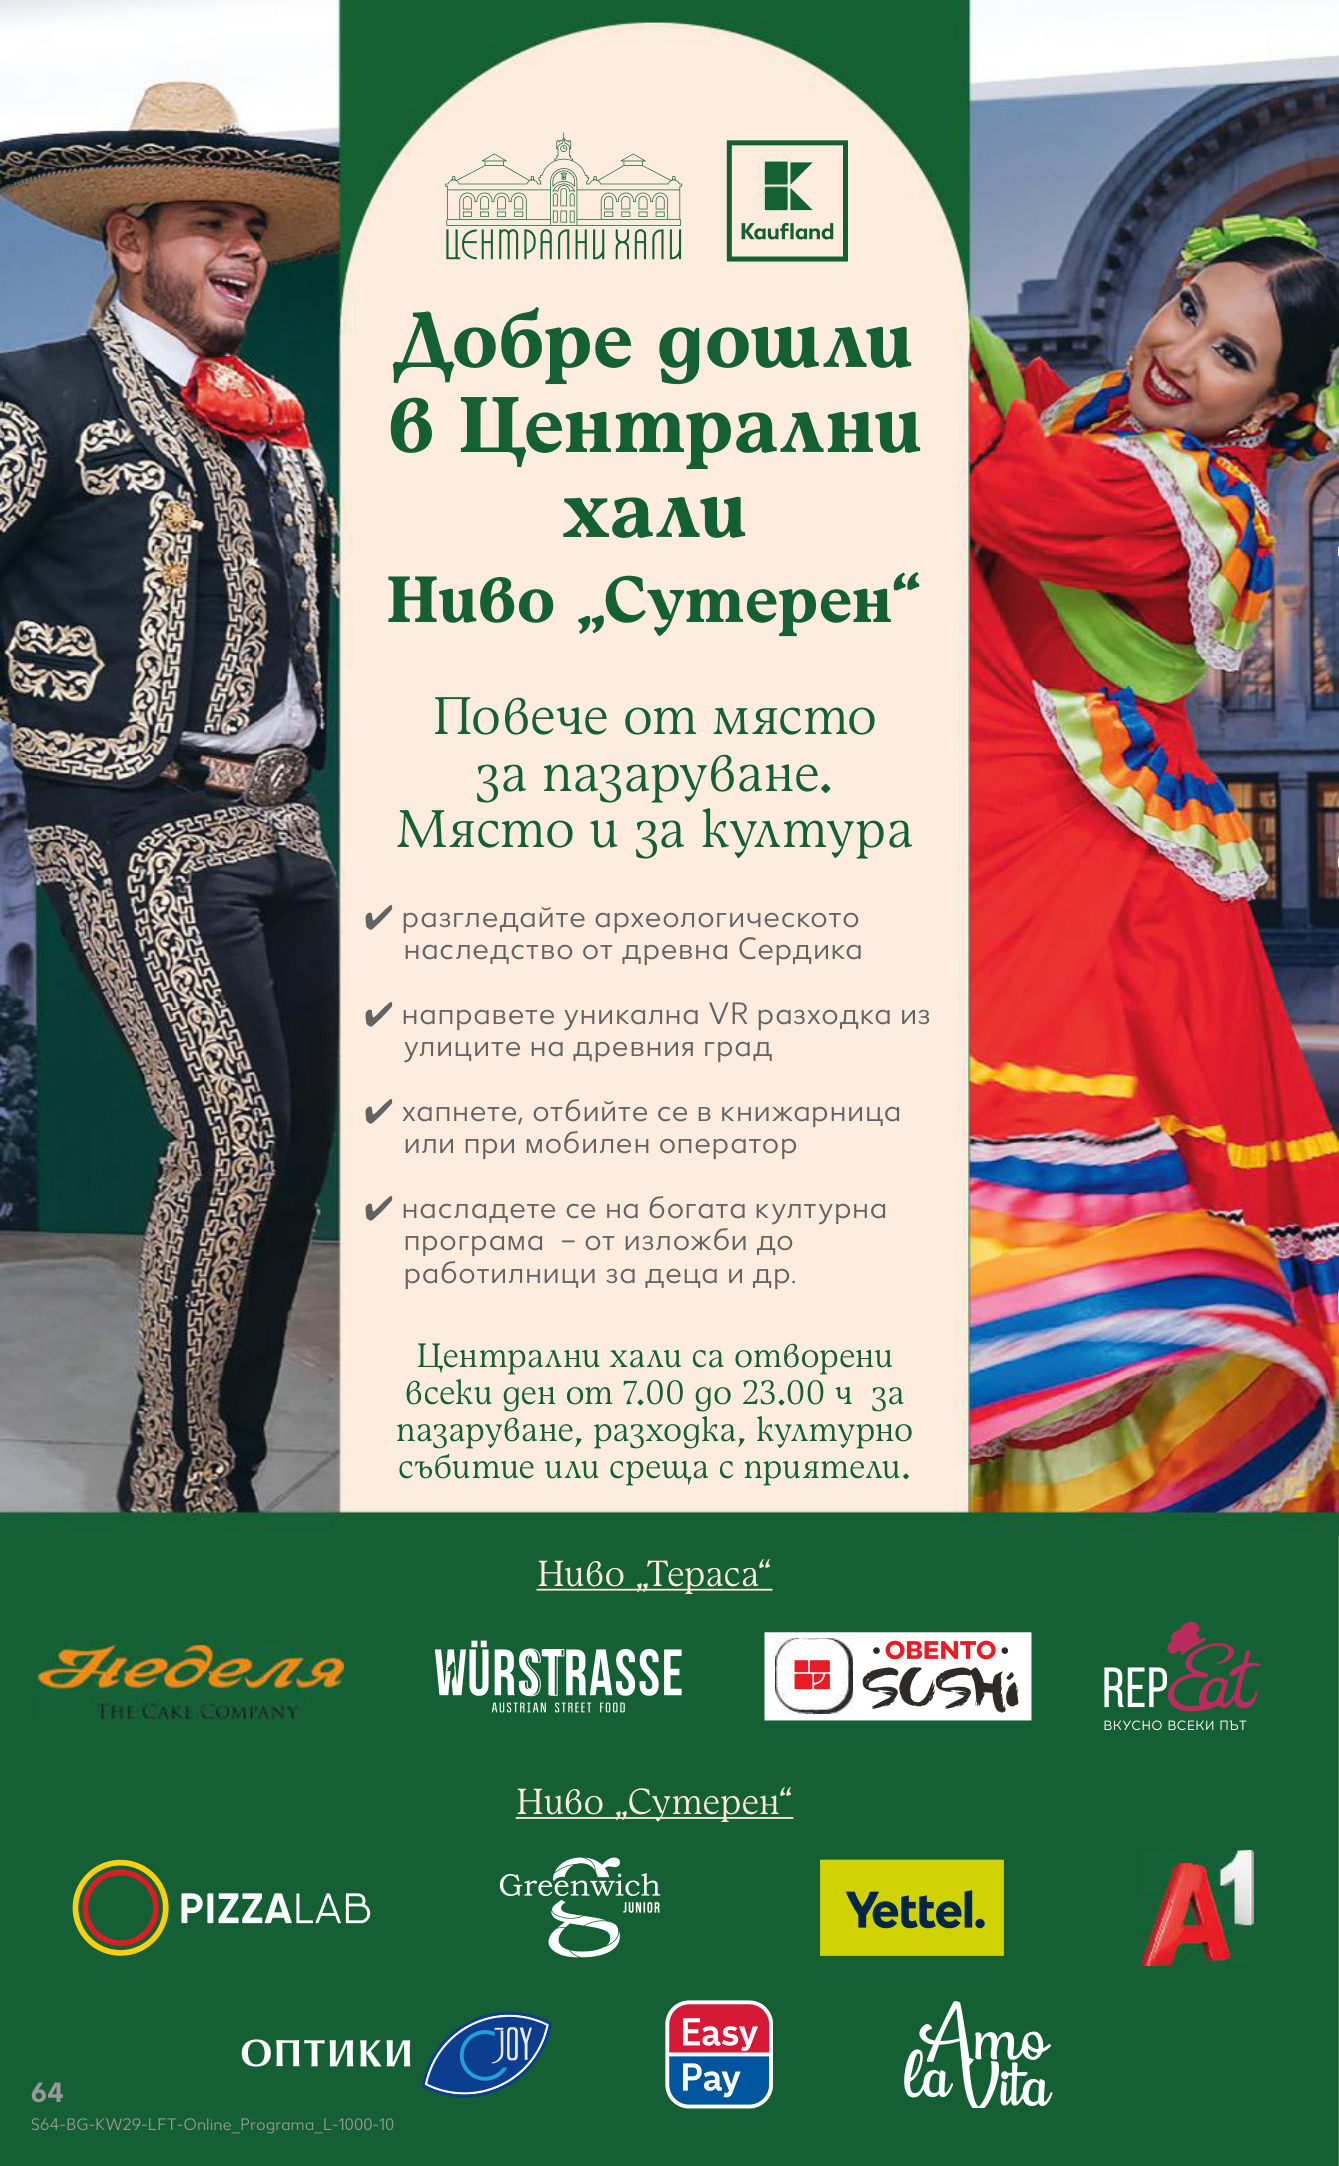 ЦЕНТРАЛНИ ХАЛИ
Kaufland
Добре дошли
в Централни
хали
Ниво „Сутерен“
Повече от място
за пазаруване.
Място и за култура
✔ разгледайте археологическото
наследство от древна Сердика
✔ направете уникална VR разходка из
улиците на древния град
✔ хапнете, отбийте се в книжарница
или при мобилен оператор
✔ насладете се на богата културна
програма – от изложби до
работилници за деца и др.
Централни хали са отворени
всеки ден от 7.00 до 23.00 ч за
пазаруване, разходка, културно
събитие или среща с приятели.
Ниво „Тераса“
Неделя
THE CAKE COMPANY
WÜRSTRASSE
AUSTRIAN STREET FOOD
• OBENTO •
SUSHi
REPEat
ВКУСНО ВСЕКИ ПЪТ
Ниво „Сутерен“
PIZZALAB
Greenwich
JUNIOR
Yettel.
A1
ОПТИКИ JOY
Easy
Pay
Amo
la Vita
64
S64-BG-KW29-LFT-Online_Programa_L-1000-10